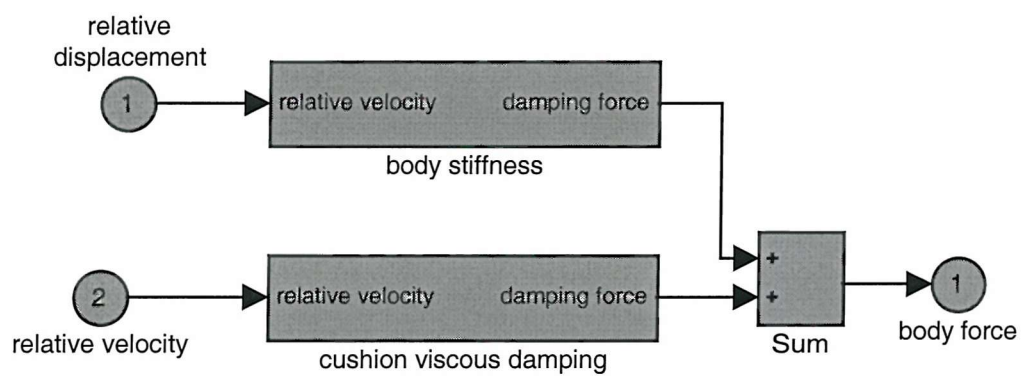 relative
displacement
1
relative velocity damping force
body stiffness
2
relative velocity damping force
relative velocity
cushion viscous damping
+
+
Sum
1
body force